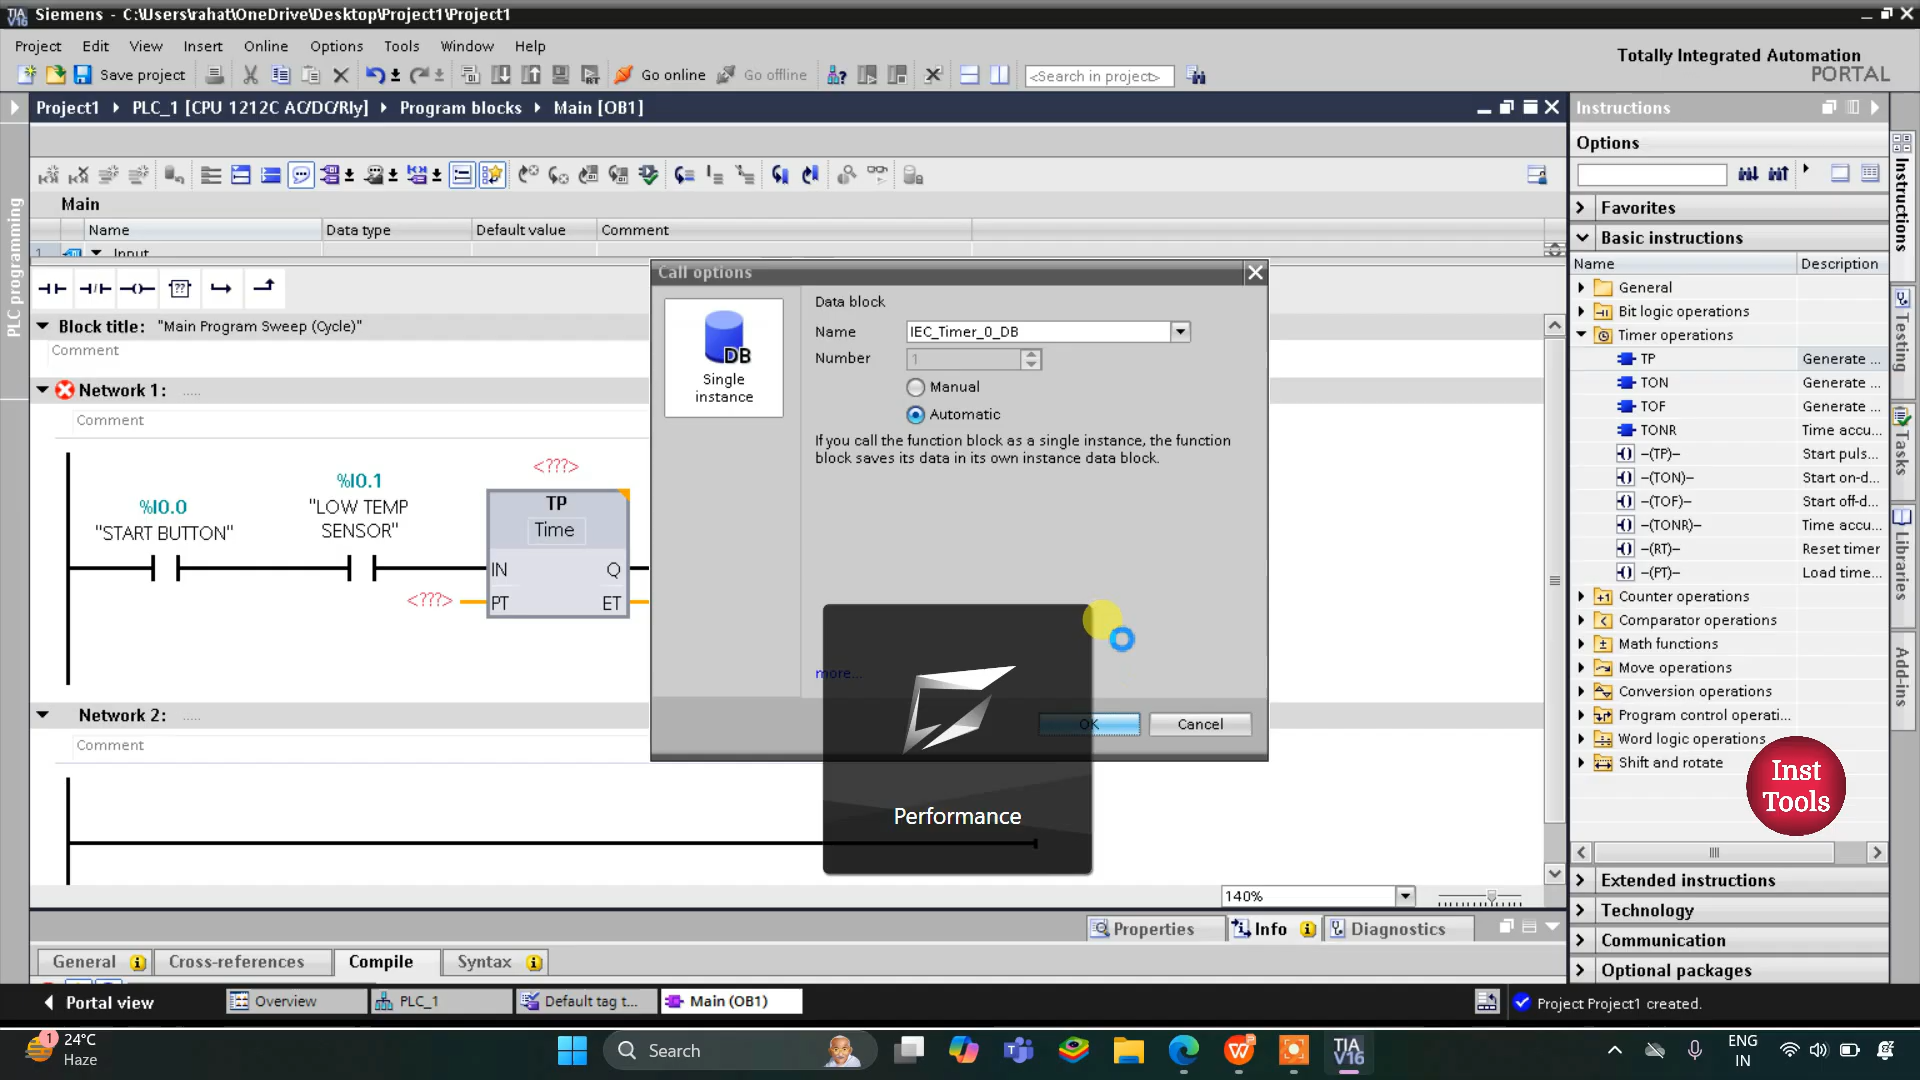 Siemens - C:\Users\rahat\OneDrive\Desktop\Project1\Project1
Project Edit View Insert Online Options Tools Window Help
Totally Integrated Automation
PORTAL
Save project
Go online
Go offline
<Search in project>
Project1 PLC_1 [CPU 1212C AC/DC/Rly] Program blocks Main [OB1]
Main
Name Data type Default value Comment
1 Input
Block title: "Main Program Sweep (Cycle)"
Comment
Network 1: .....
Comment
%I0.0
"START BUTTON"
%I0.1
"LOW TEMP
SENSOR"
<???>
TP
Time
IN Q
<???> PT ET
Network 2: .....
Comment
Call options
DB
Single
instance
Data block
Name IEC_Timer_0_DB
Number 1
Manual
Automatic
If you call the function block as a single instance, the function
block saves its data in its own instance data block.
more...
OK Cancel
Performance
140%
Properties Info Diagnostics
General Cross-references Compile Syntax
Portal view Overview PLC_1 Default tag t... Main (OB1)
Project Project1 created.
PLC programming
Instructions
Options
Favorites
Basic instructions
Name Description
General
Bit logic operations
Timer operations
TP Generate ...
TON Generate ...
TOF Generate ...
TONR Time accu...
-(TP)- Start puls...
-(TON)- Start on-d...
-(TOF)- Start off-d...
-(TONR)- Time accu...
-(RT)- Reset timer
-(PT)- Load time...
Counter operations
Comparator operations
Math functions
Move operations
Conversion operations
Program control operati...
Word logic operations
Shift and rotate
Inst
Tools
Extended instructions
Technology
Communication
Optional packages
Instructions
Testing
Tasks
Libraries
Add-ins
1
24°C
Haze
Search
TIA
V16
ENG
IN